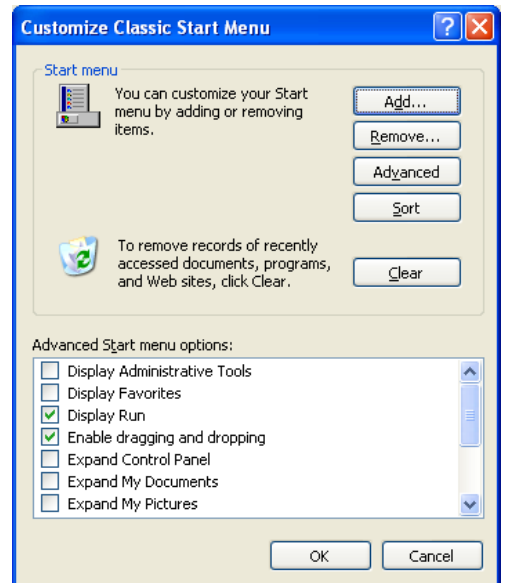 Customize Classic Start Menu
Start menu
You can customize your Start
menu by adding or removing
items.
Add...
Remove...
Advanced
Sort
To remove records of recently
accessed documents, programs,
and Web sites, click Clear.
Clear
Advanced Start menu options:
Display Administrative Tools
Display Favorites
Display Run
Enable dragging and dropping
Expand Control Panel
Expand My Documents
Expand My Pictures
OK
Cancel